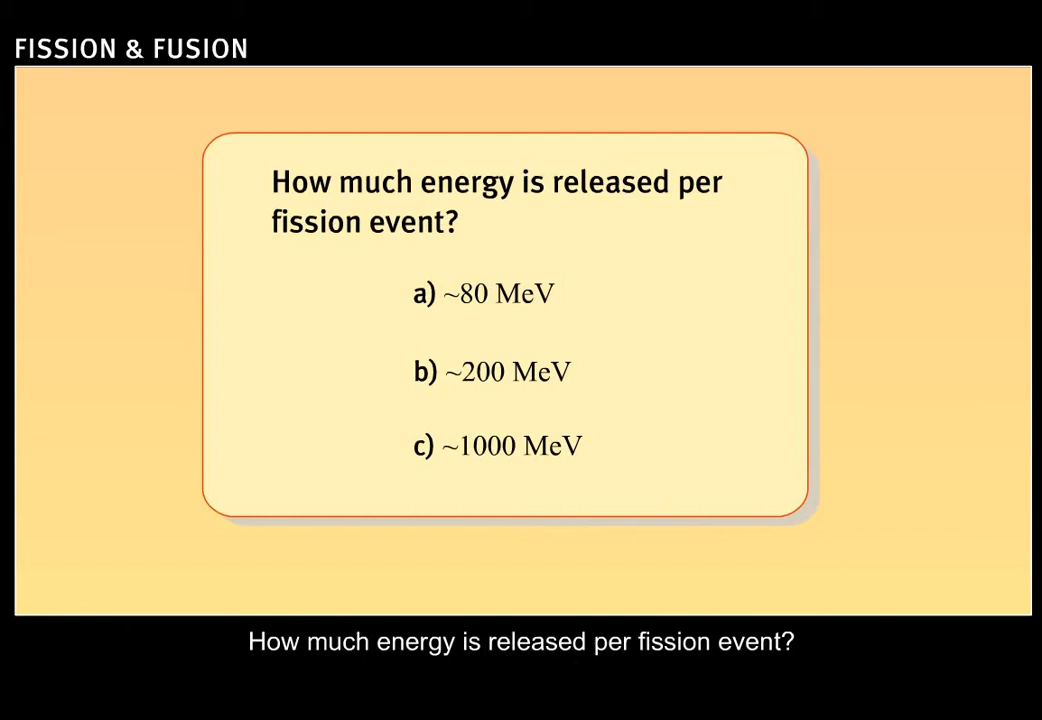 FISSION & FUSION
How much energy is released per
fission event?
a) ~80 MeV
b) ~200 MeV
c) ~1000 MeV
How much energy is released per fission event?